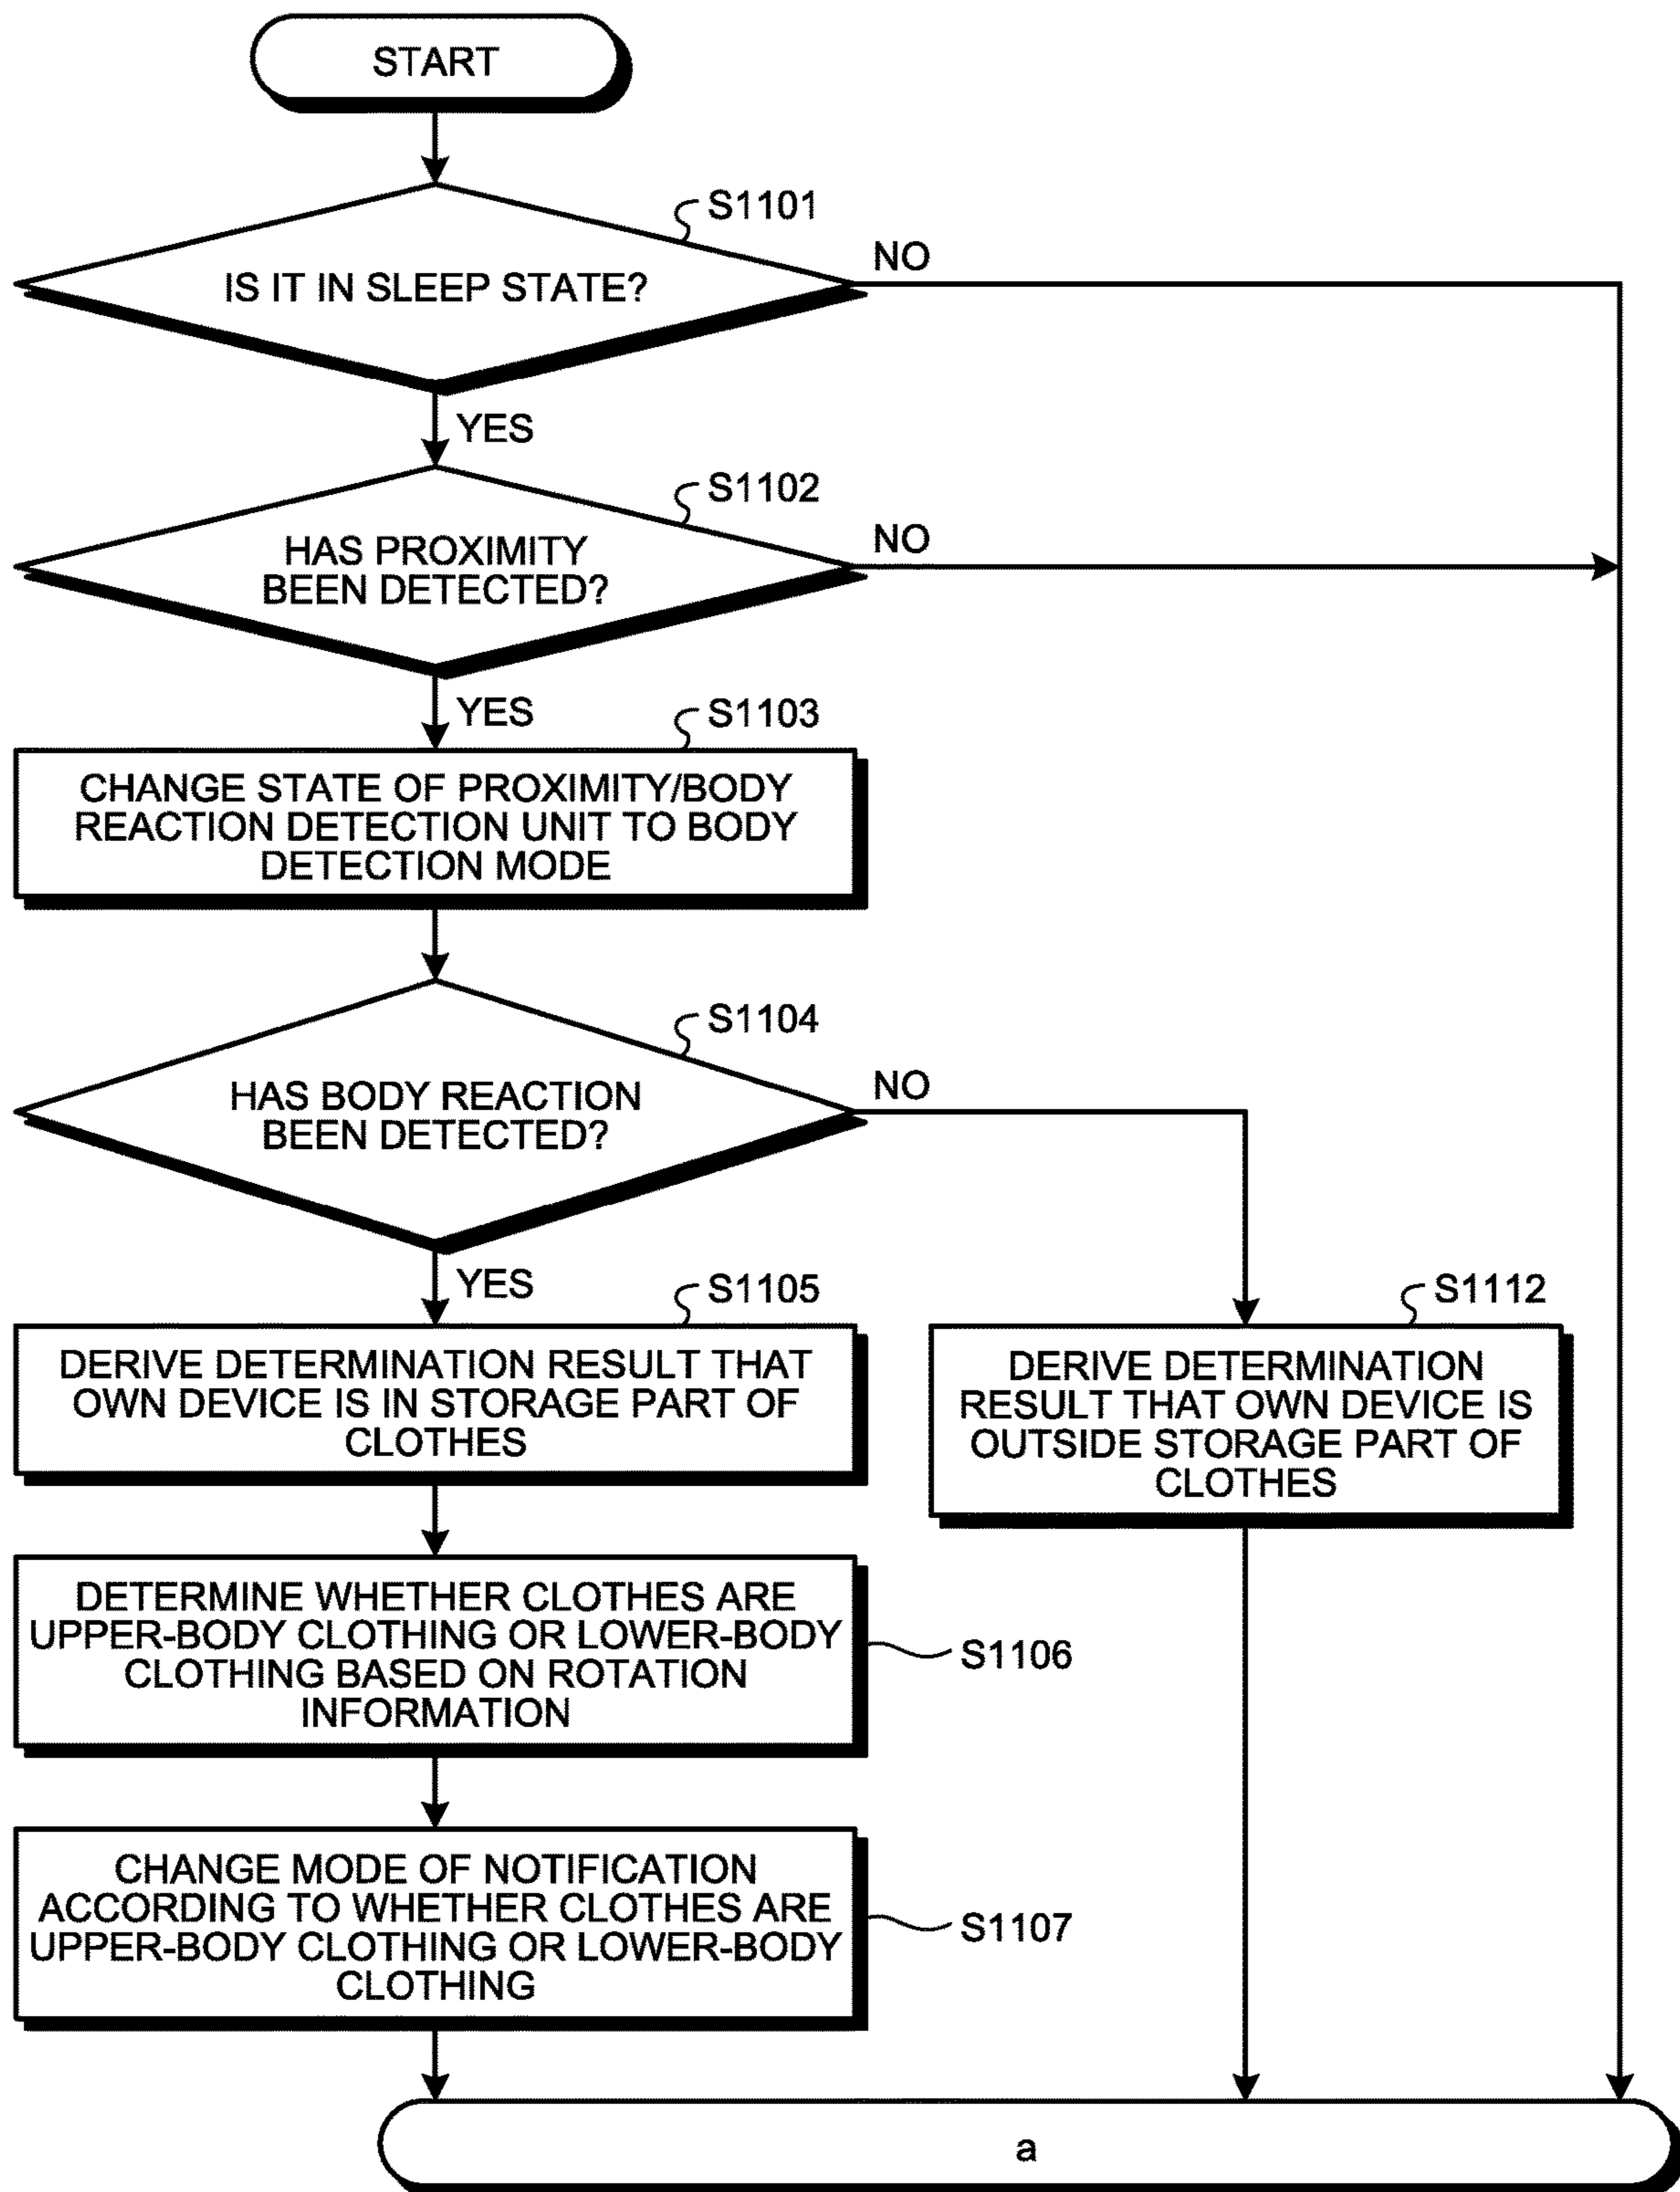 START
S1101
IS IT IN SLEEP STATE?
NO
YES
S1102
HAS PROXIMITY
BEEN DETECTED?
NO
YES
S1103
CHANGE STATE OF PROXIMITY/BODY
REACTION DETECTION UNIT TO BODY
DETECTION MODE
S1104
HAS BODY REACTION
BEEN DETECTED?
NO
YES
S1105
DERIVE DETERMINATION RESULT THAT
OWN DEVICE IS IN STORAGE PART OF
CLOTHES
S1112
DERIVE DETERMINATION
RESULT THAT OWN DEVICE IS
OUTSIDE STORAGE PART OF
CLOTHES
DETERMINE WHETHER CLOTHES ARE
UPPER-BODY CLOTHING OR LOWER-BODY
CLOTHING BASED ON ROTATION
INFORMATION
S1106
CHANGE MODE OF NOTIFICATION
ACCORDING TO WHETHER CLOTHES ARE
UPPER-BODY CLOTHING OR LOWER-BODY
CLOTHING
S1107
a